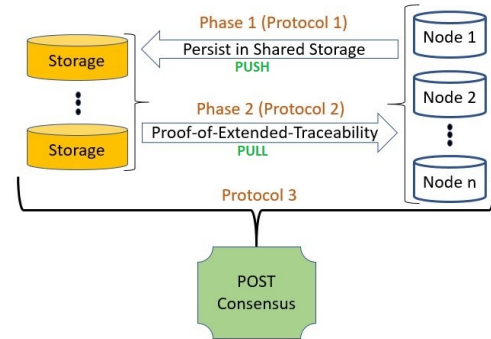 Phase 1 (Protocol 1)
Persist in Shared Storage
PUSH
Storage
Storage
Phase 2 (Protocol 2)
Proof-of-Extended-Traceability
PULL
Node 1
Node 2
Node n
Protocol 3
POST
Consensus